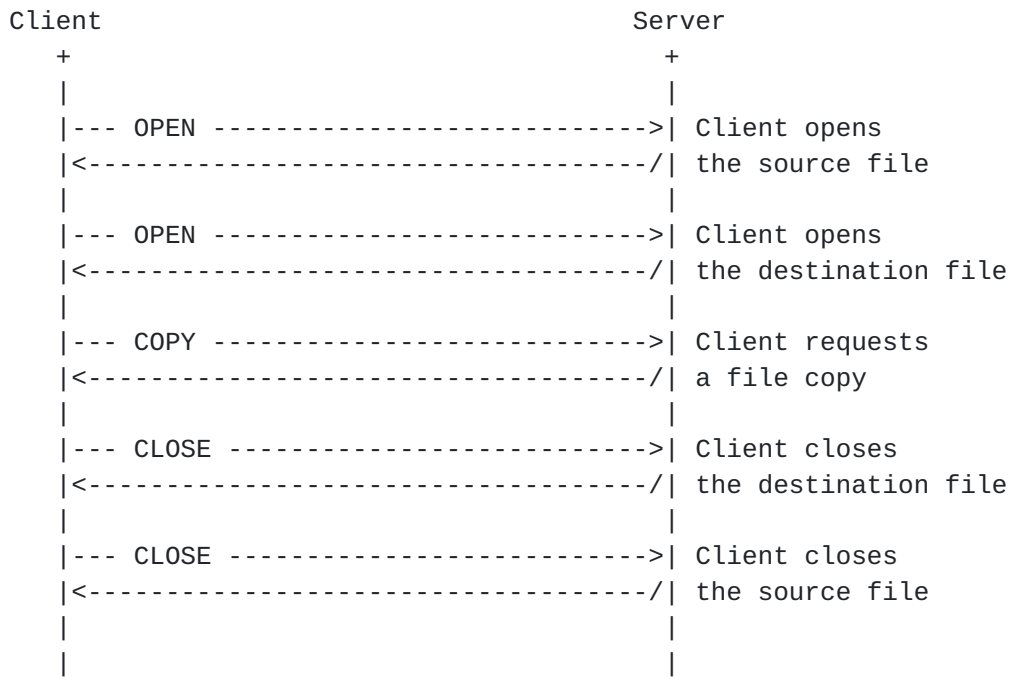 Client                                  Server
   +                                      +
   |                                      |
   |--- OPEN ---------------------------->| Client opens
   |<------------------------------------/| the source file
   |                                      |
   |--- OPEN ---------------------------->| Client opens
   |<------------------------------------/| the destination file
   |                                      |
   |--- COPY ---------------------------->| Client requests
   |<------------------------------------/| a file copy
   |                                      |
   |--- CLOSE --------------------------->| Client closes
   |<------------------------------------/| the destination file
   |                                      |
   |--- CLOSE --------------------------->| Client closes
   |<------------------------------------/| the source file
   |                                      |
   |                                      |